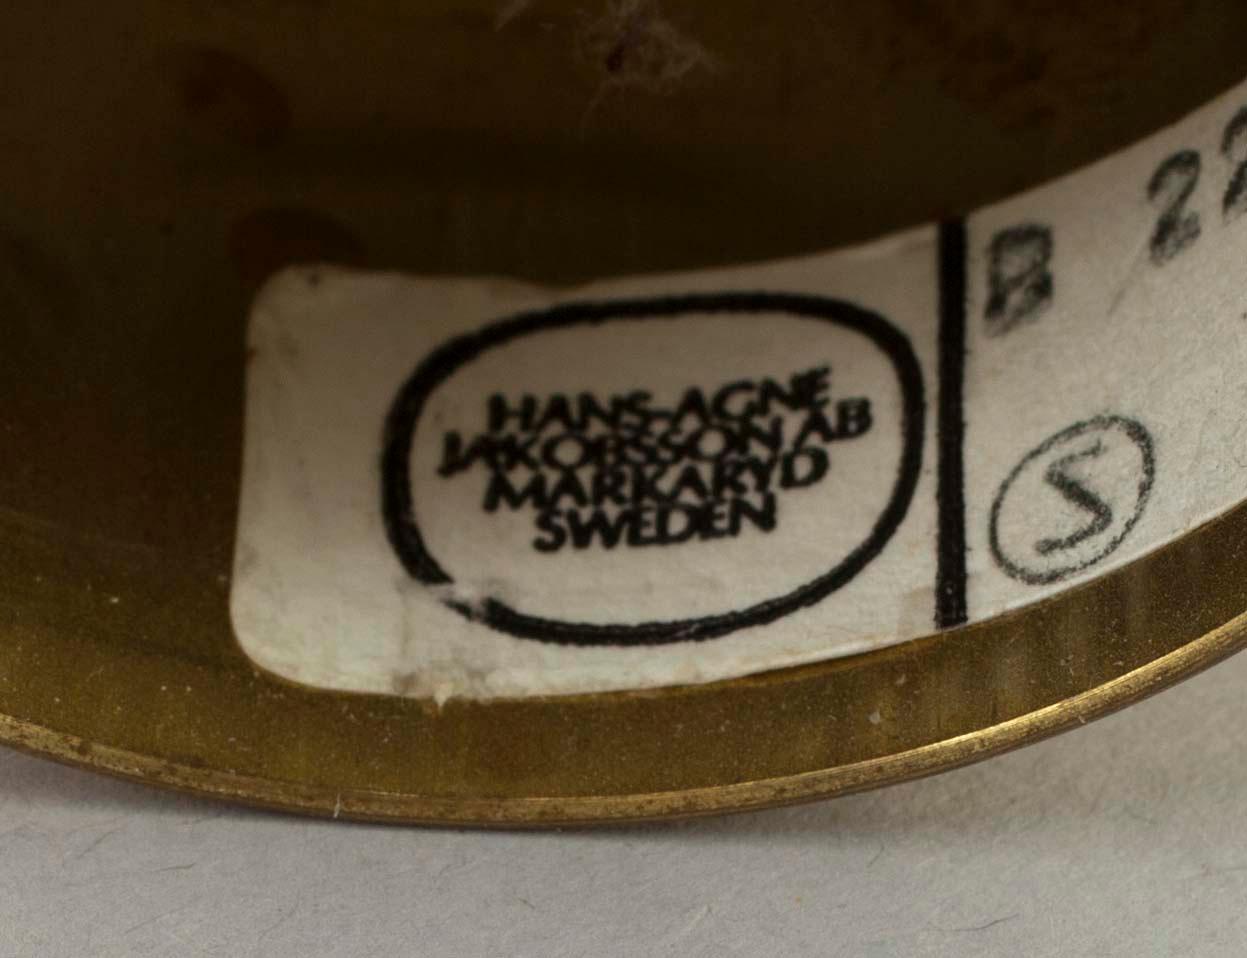 HANS-AGNE
JAKOBSSON AB
MARKARYD
SWEDEN
B 22
S